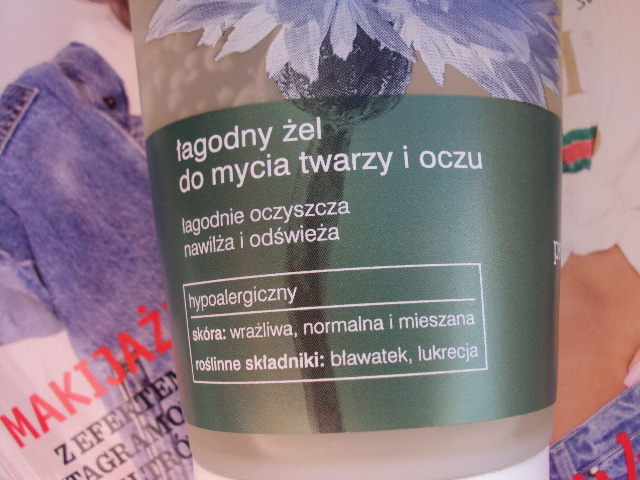 łagodny żel
do mycia twarzy i oczu
łagodnie oczyszcza
nawilża i odświeża
hypoalergiczny
skóra: wrażliwa, normalna i mieszana
roślinne składniki: bławatek, lukrecja
MAKIJAŻ
Z EFEKTEM